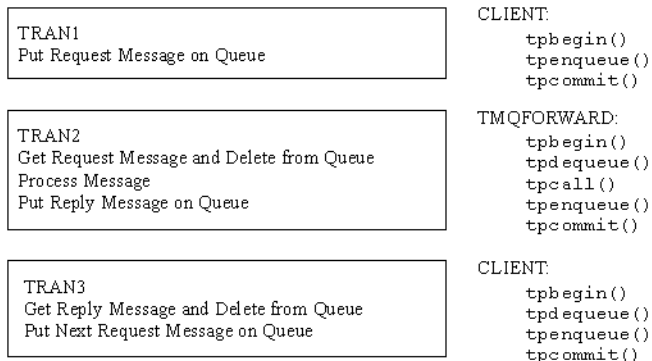 TRAN1
Put Request Message on Queue
CLIENT:
tpbegin()
tpenqueue()
tpcommit()
TRAN2
Get Request Message and Delete from Queue
Process Message
Put Reply Message on Queue
TMQFORWARD:
tpbegin()
tpdequeue()
tpcall()
tpenqueue()
tpcommit()
TRAN3
Get Reply Message and Delete from Queue
Put Next Request Message on Queue
CLIENT:
tpbegin()
tpdequeue()
tpenqueue()
tpcommit()